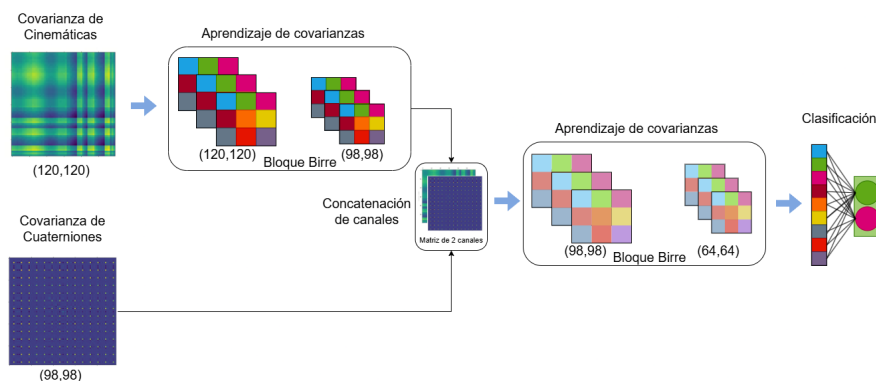 Covarianza de
Cinemáticas
(120,120)
Aprendizaje de covarianzas
(120,120)
(98,98)
Bloque Birre
Covarianza de
Cuaterniones
(98,98)
Concatenación
de canales
Matriz de 2 canales
Aprendizaje de covarianzas
(98,98)
(64,64)
Bloque Birre
Clasificación